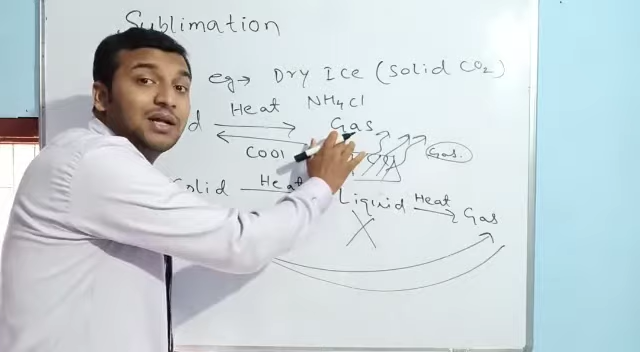 Sublimation
eg → Dry Ice (Solid CO₂)
NH₄Cl
Heat
Gas
Cool
Gas.
Solid Heat Liquid Heat Gas